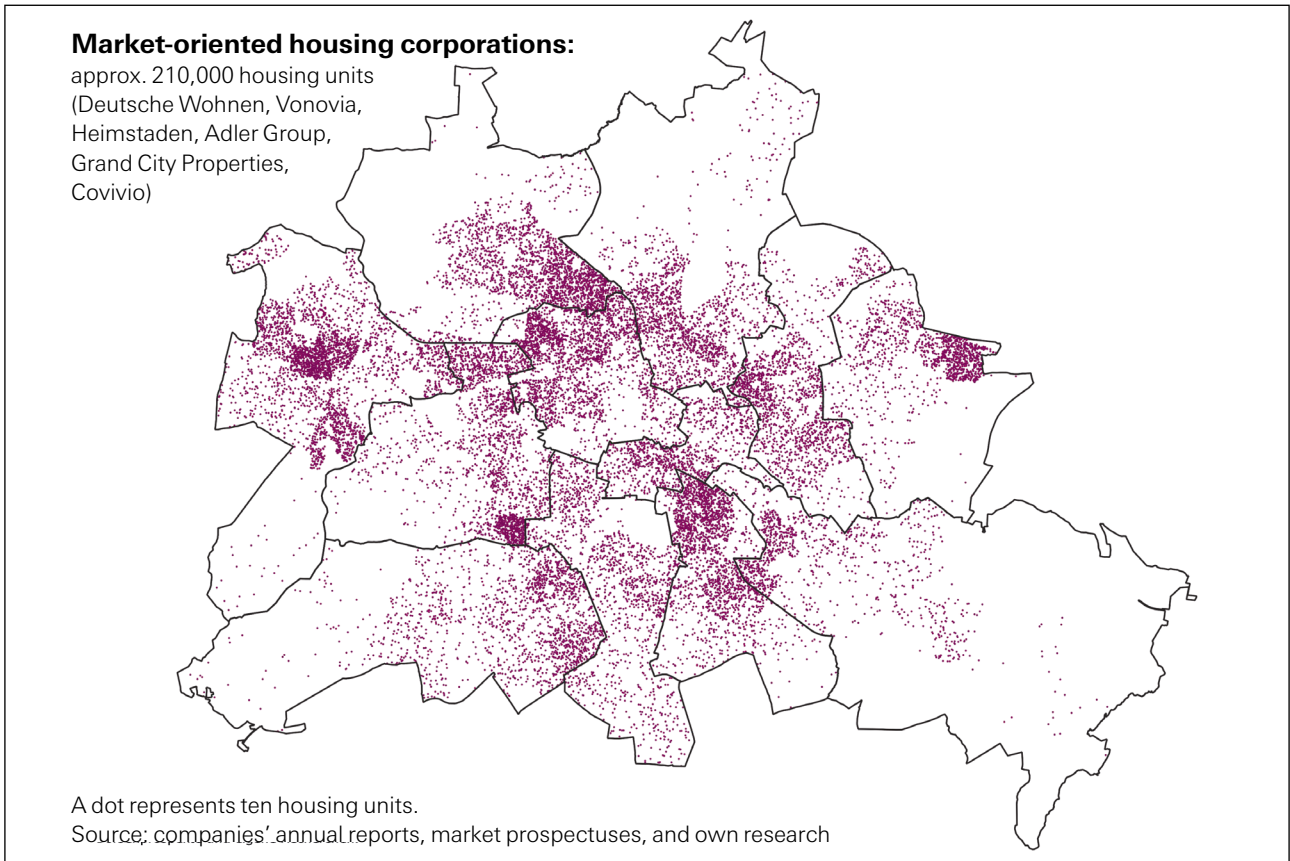 Market-oriented housing corporations:
approx. 210,000 housing units
(Deutsche Wohnen, Vonovia,
Heimstaden, Adler Group,
Grand City Properties,
Covivio)
A dot represents ten housing units.
Source: companies’ annual reports, market prospectuses, and own research